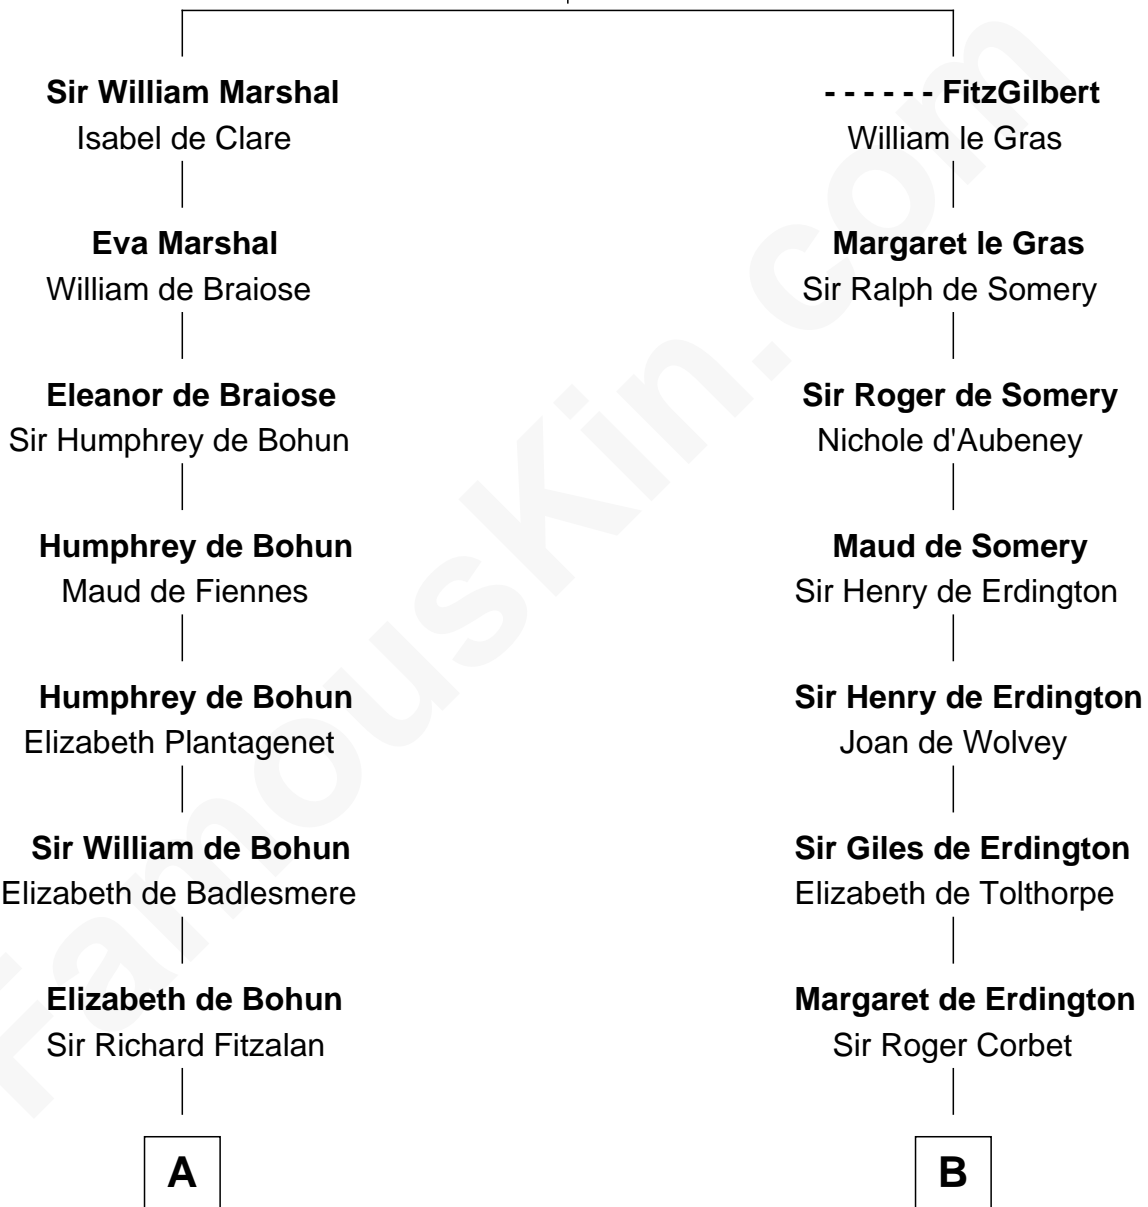 Sir William Marshal
Isabel de Clare
Eva Marshal
William de Braiose
Eleanor de Braiose
Sir Humphrey de Bohun
Humphrey de Bohun
Maud de Fiennes
Humphrey de Bohun
Elizabeth Plantagenet
Sir William de Bohun
Elizabeth de Badlesmere
Elizabeth de Bohun
Sir Richard Fitzalan
A
- - - - - - FitzGilbert
William le Gras
Margaret le Gras
Sir Ralph de Somery
Sir Roger de Somery
Nichole d'Aubeney
Maud de Somery
Sir Henry de Erdington
Sir Henry de Erdington
Joan de Wolvey
Sir Giles de Erdington
Elizabeth de Tolthorpe
Margaret de Erdington
Sir Roger Corbet
B
FamousKin.com